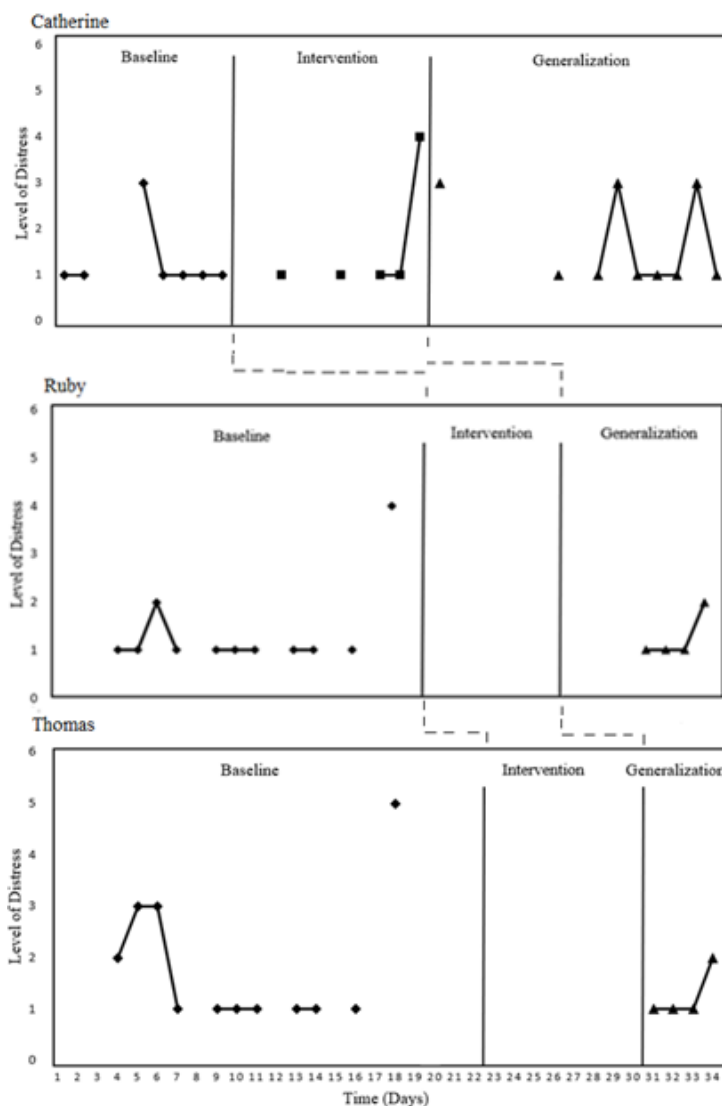 Catherine
6
Baseline Intervention Generalization
5
4
3
2
1
0
Level of Distress
Ruby
6
Baseline Intervention Generalization
5
4
3
2
1
0
Level of Distress
Thomas
6
Baseline Intervention Generalization
5
4
3
2
1
0
Level of Distress
1 2 3 4 5 6 7 8 9 10 11 12 13 14 15 16 17 18 19 20 21 22 23 24 25 26 27 28 29 30 31 32 33 34
Time (Days)